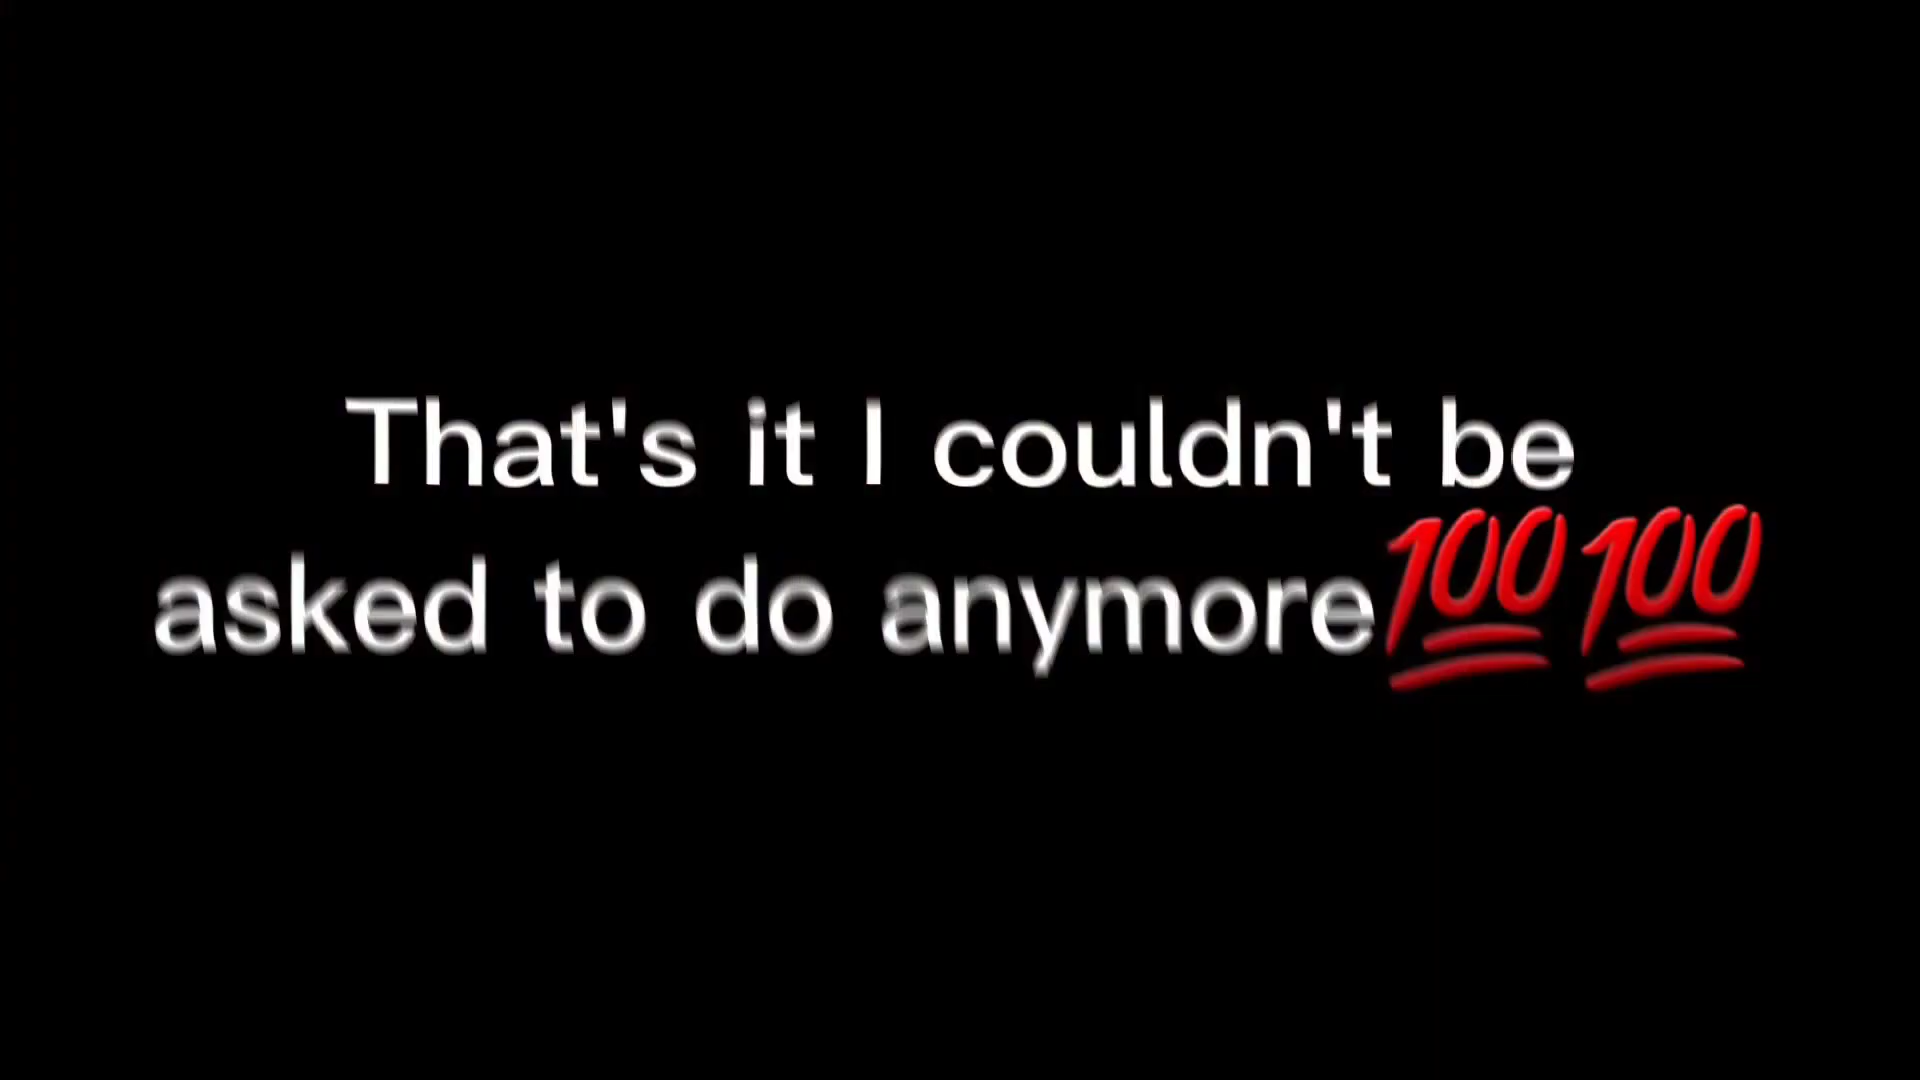 That's it I couldn't be
asked to do anymore💯💯